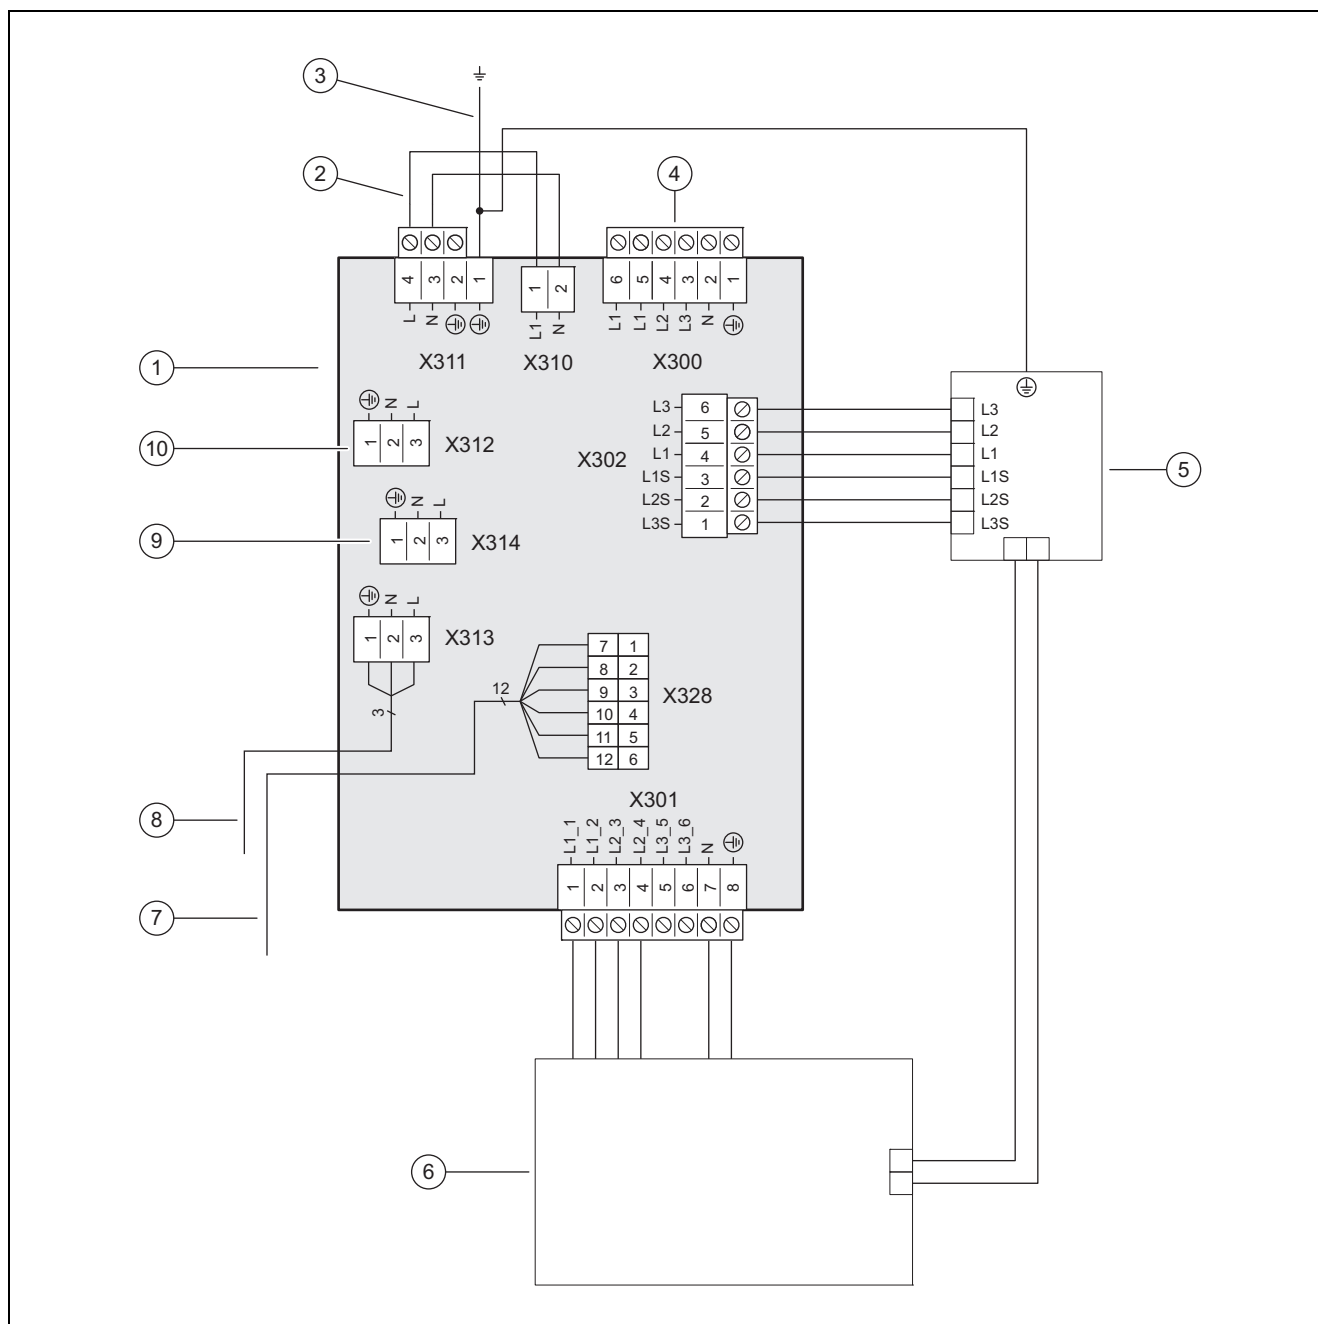 3
2
4
4 3 2 1
1 2
6 5 4 3 2 1
L N
L1 N
L1 L1 L2 L3 N
X311
X310
X300
1
N L
1 2 3
X312
10
X302
L3 6
L2 5
L1 4
L1S 3
L2S 2
L3S 1
L3
L2
L1
L1S
L2S
L3S
5
N L
1 2 3
X314
9
N L
1 2 3
X313
3
12
7 1
8 2
9 3
10 4
11 5
12 6
X328
8
7
X301
L1_1 L1_2 L2_3 L2_4 L3_5 L3_6 N
1 2 3 4 5 6 7 8
6